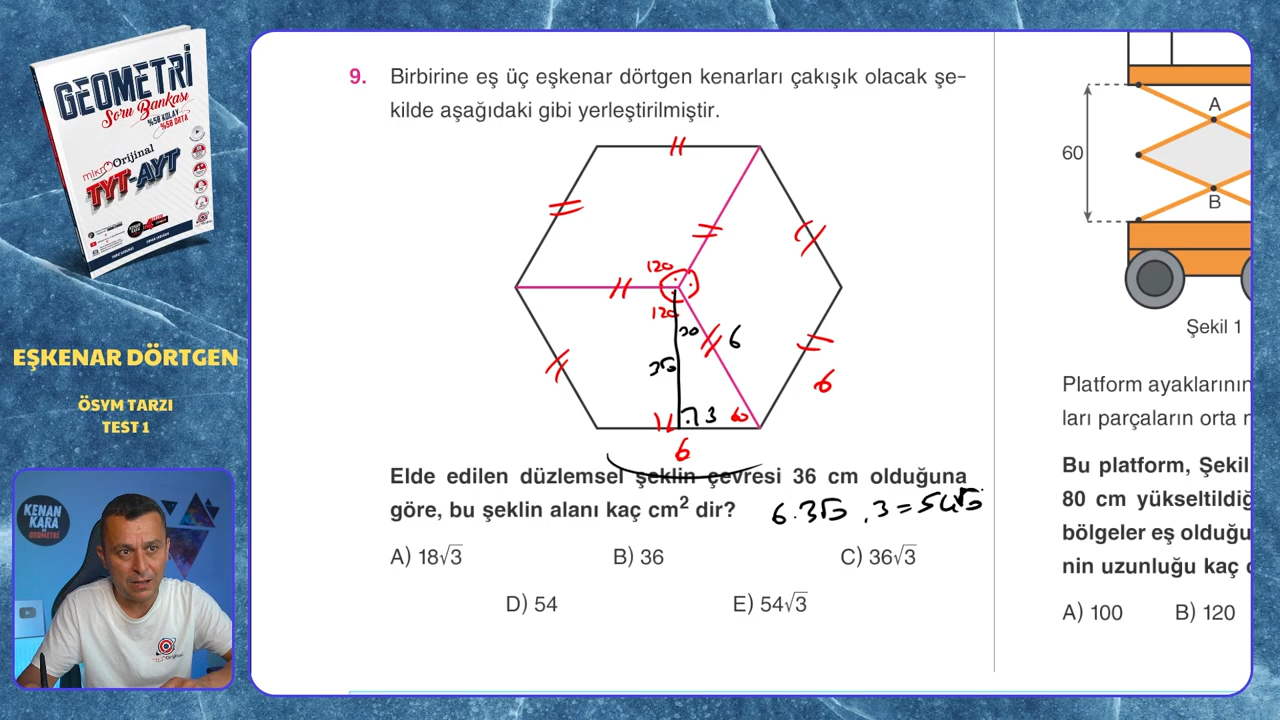 GEOMETRİ
Soru Bankası
%50 KOLAY
%50 ORTA
mikro Orijinal
TYT-AYT
EŞKENAR DÖRTGEN
ÖSYM TARZI
TEST 1
KENAN
KARA
ile
GEOMETRİ
9. Birbirine eş üç eşkenar dörtgen kenarları çakışık olacak şe-
kilde aşağıdaki gibi yerleştirilmiştir.
120
120
30
6
3√3
3
60
6
6
Elde edilen düzlemsel şeklin çevresi 36 cm olduğuna
göre, bu şeklin alanı kaç cm² dir?
6.3√3 .3=54√3
A) 18√3 B) 36 C) 36√3
D) 54 E) 54√3
60
A
B
Şekil 1
Platform ayaklarının
ları parçaların orta
Bu platform, Şekil
80 cm yükseltildiğ
bölgeler eş olduğu
nin uzunluğu kaç
A) 100 B) 120